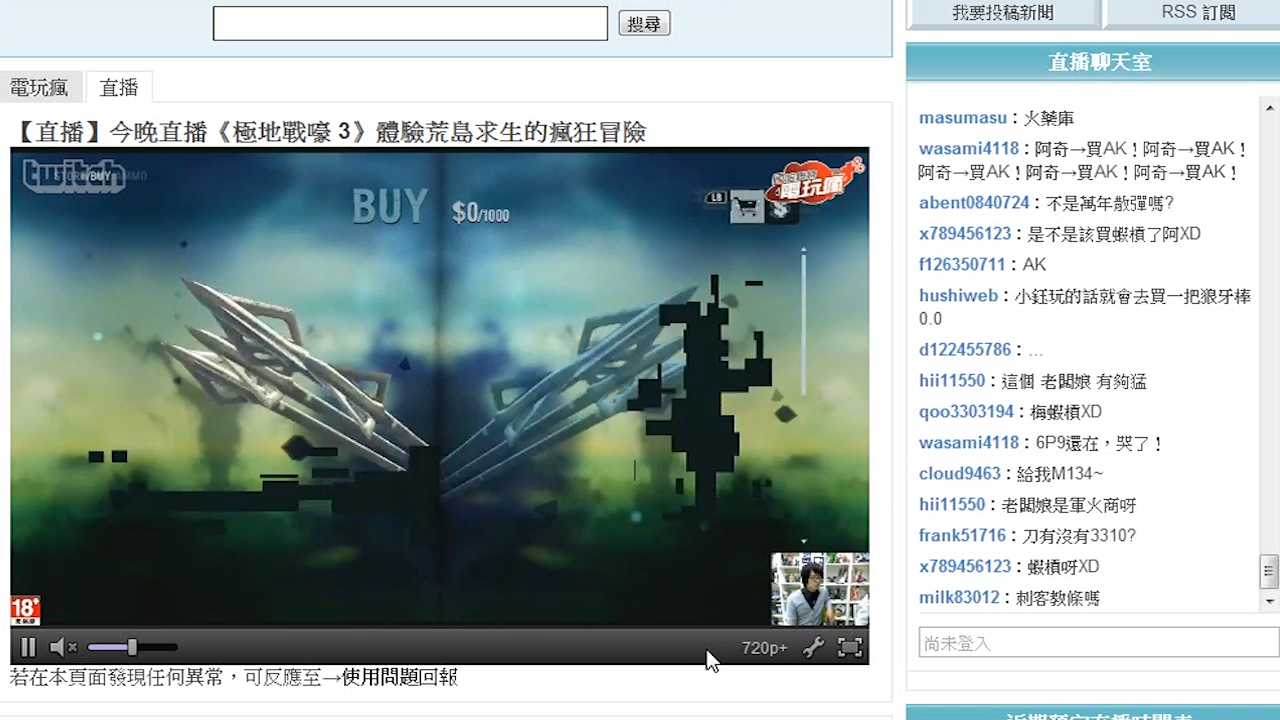 搜尋
我要投稿新聞
RSS 訂閱
電玩瘋
直播
直播聊天室
【直播】今晚直播《極地戰嚎 3》體驗荒島求生的瘋狂冒險
twitch
STORE/BUY AMMO
BUY
$0/1000
LB
$
電玩瘋
18+
720p+
若在本頁面發現任何異常，可反應至→使用問題回報
masumasu：火藥庫
wasami4118：阿奇→買AK！阿奇→買AK！
阿奇→買AK！阿奇→買AK！阿奇→買AK！
abent0840724：不是萬年散彈嗎?
x789456123：是不是該買蝦槓了阿XD
f126350711：AK
hushiweb：小鈺玩的話就會去買一把狼牙棒
0.0
d122455786：...
hii11550：這個 老闆娘 有夠猛
qoo3303194：梅蝦槓XD
wasami4118：6P9還在，哭了！
cloud9463：給我M134~
hii11550：老闆娘是軍火商呀
frank51716：刀有沒有3310?
x789456123：蝦槓呀XD
milk83012：刺客教條嗎
尚未登入